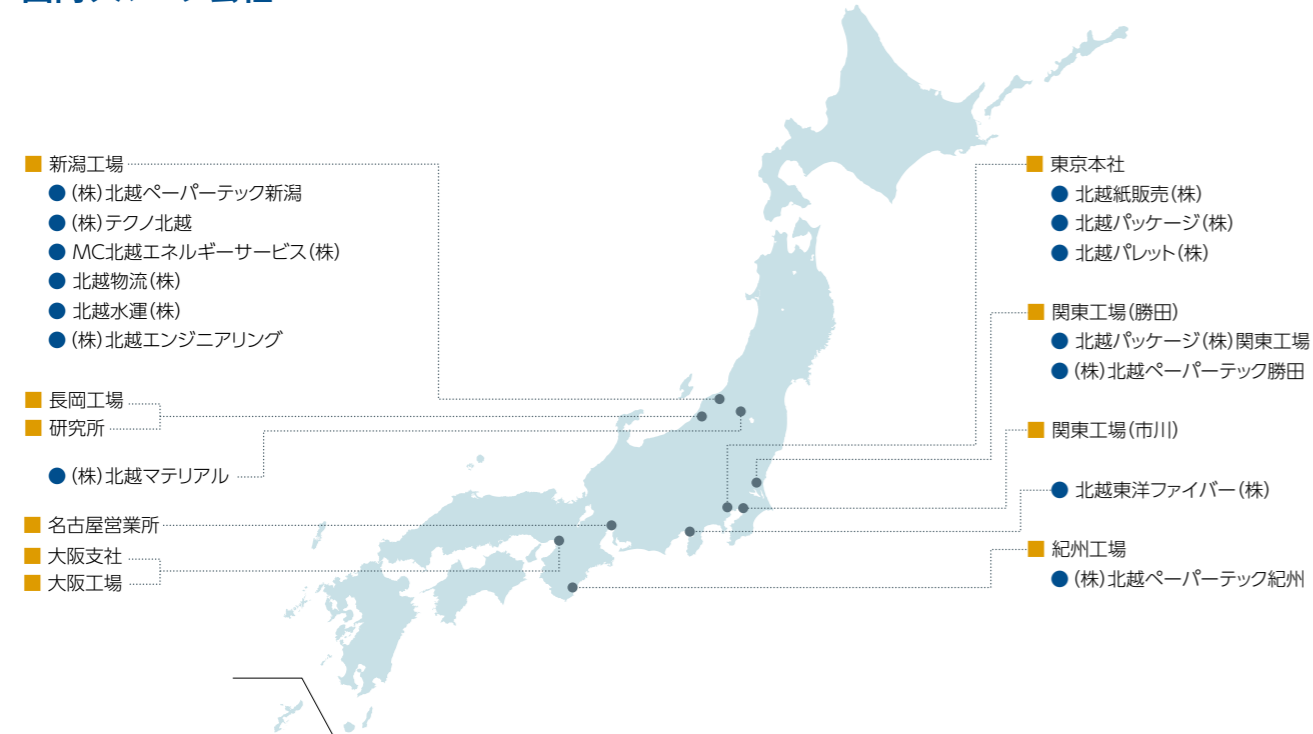 新潟工場
(株)北越ペーパーテック新潟
(株)テクノ北越
MC北越エネルギーサービス(株)
北越物流(株)
北越水運(株)
(株)北越エンジニアリング
長岡工場
研究所
(株)北越マテリアル
名古屋営業所
大阪支社
大阪工場
東京本社
北越紙販売(株)
北越パッケージ(株)
北越パレット(株)
関東工場(勝田)
北越パッケージ(株)関東工場
(株)北越ペーパーテック勝田
関東工場(市川)
北越東洋ファイバー(株)
紀州工場
(株)北越ペーパーテック紀州